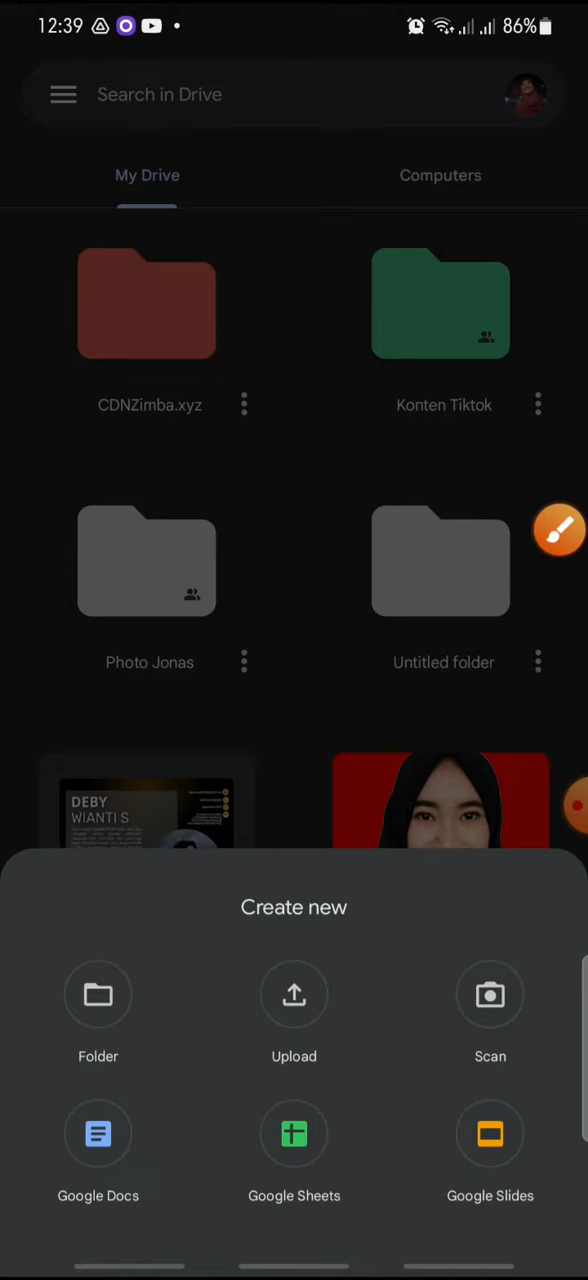 12:39
86%
Search in Drive
My Drive
Computers
CDNZimba.xyz
Konten Tiktok
Photo Jonas
Untitled folder
DEBY
WIANTI S
Create new
Folder
Upload
Scan
Google Docs
Google Sheets
Google Slides